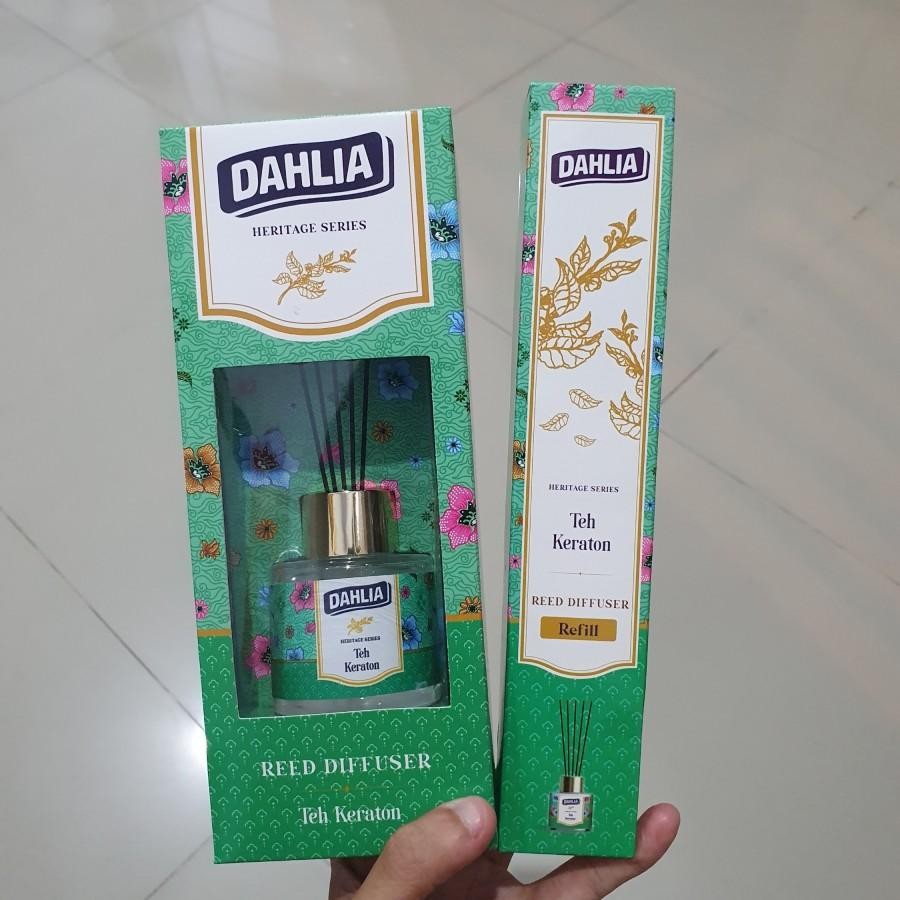 DAHLIA
HERITAGE SERIES
DAHLIA
HERITAGE SERIES
Teh
Keraton
REED DIFFUSER
Teh Keraton
DAHLIA
HERITAGE SERIES
Teh
Keraton
REED DIFFUSER
Refill
DAHLIA